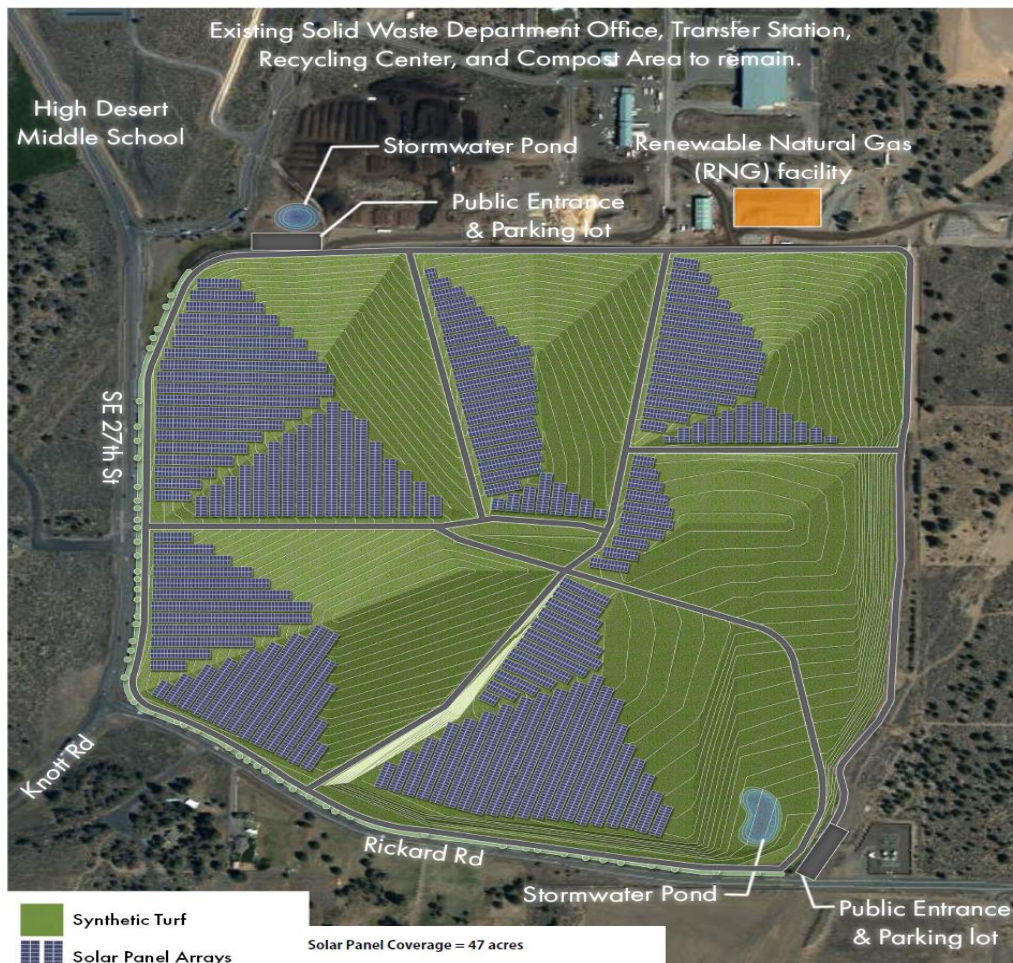 Existing Solid Waste Department Office, Transfer Station,
Recycling Center, and Compost Area to remain.
High Desert
Middle School
Stormwater Pond
Renewable Natural Gas
(RNG) facility
Public Entrance
& Parking lot
SE 27th St
Knott Rd
Rickard Rd
Stormwater Pond
Public Entrance
& Parking lot
Synthetic Turf
Solar Panel Arrays
Solar Panel Coverage = 47 acres